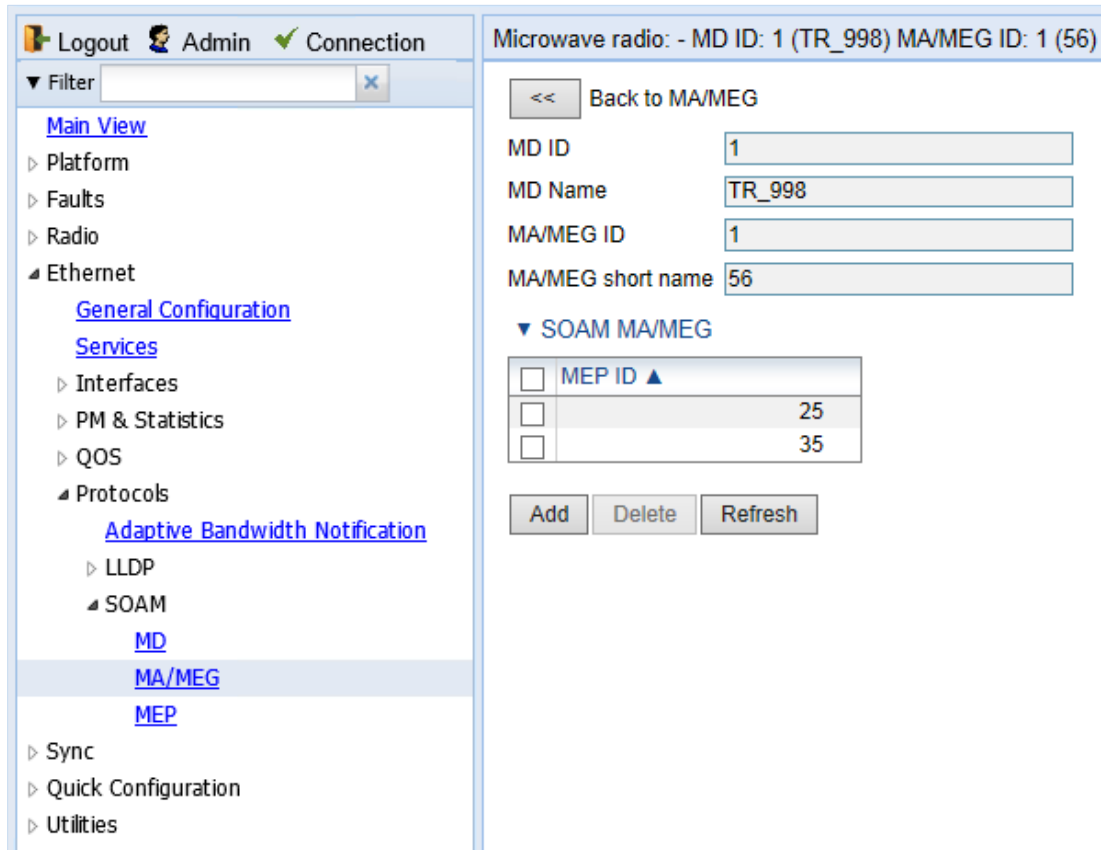 Logout Admin Connection
Filter
Main View
Platform
Faults
Radio
Ethernet
General Configuration
Services
Interfaces
PM & Statistics
QOS
Protocols
Adaptive Bandwidth Notification
LLDP
SOAM
MD
MA/MEG
MEP
Sync
Quick Configuration
Utilities
Microwave radio: - MD ID: 1 (TR_998) MA/MEG ID: 1 (56)
<< Back to MA/MEG
MD ID 1
MD Name TR_998
MA/MEG ID 1
MA/MEG short name 56
▼ SOAM MA/MEG
MEP ID ▲
25
35
Add Delete Refresh